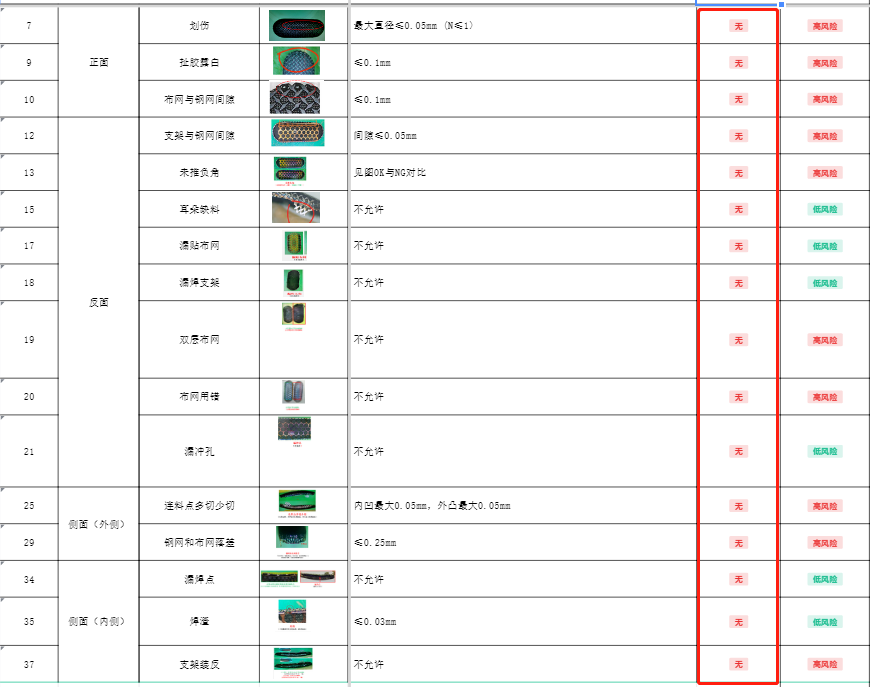 7 正面 划伤 最大直径≤0.05mm (N≤1) 无 高风险
9 扯胶露白 ≤0.1mm 无 高风险
10 布网与钢网间隙 ≤0.1mm 无 高风险
12 反面 支架与钢网间隙 间隙≤0.05mm 无 高风险
13 未推负角 见图OK与NG对比 无 高风险
15 耳朵缺料 不允许 无 低风险
17 漏贴布网 不允许 无 低风险
18 漏焊支架 不允许 无 低风险
19 双层布网 不允许 无 高风险
20 布网用错 不允许 无 高风险
21 漏冲孔 不允许 无 低风险
25 侧面（外侧） 连料点多切少切 内凹最大0.05mm，外凸最大0.05mm 无 高风险
29 钢网和布网落差 ≤0.25mm 无 高风险
34 侧面（内侧） 漏焊点 不允许 无 低风险
35 焊渣 ≤0.03mm 无 低风险
37 支架装反 不允许 无 高风险